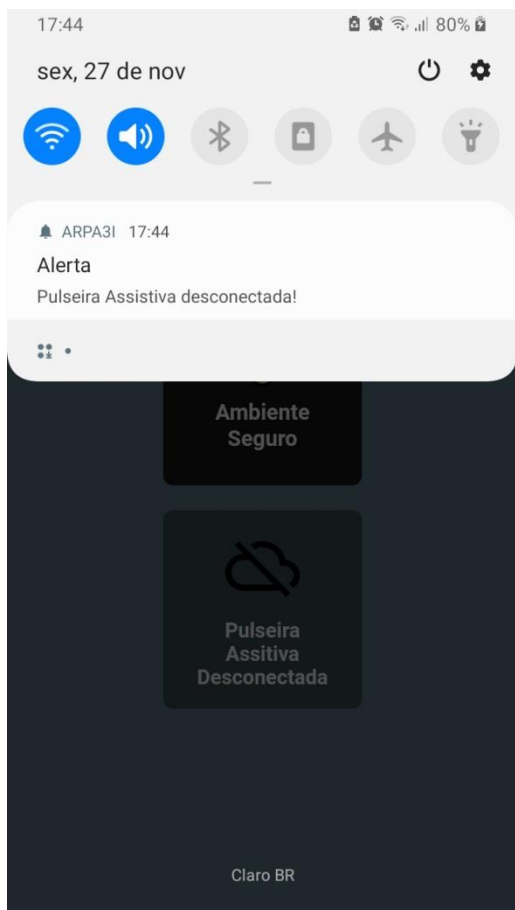 17:44 80%
sex, 27 de nov
ARPA3I 17:44
Alerta
Pulseira Assistiva desconectada!
Ambiente
Seguro
Pulseira
Assitiva
Desconectada
Claro BR